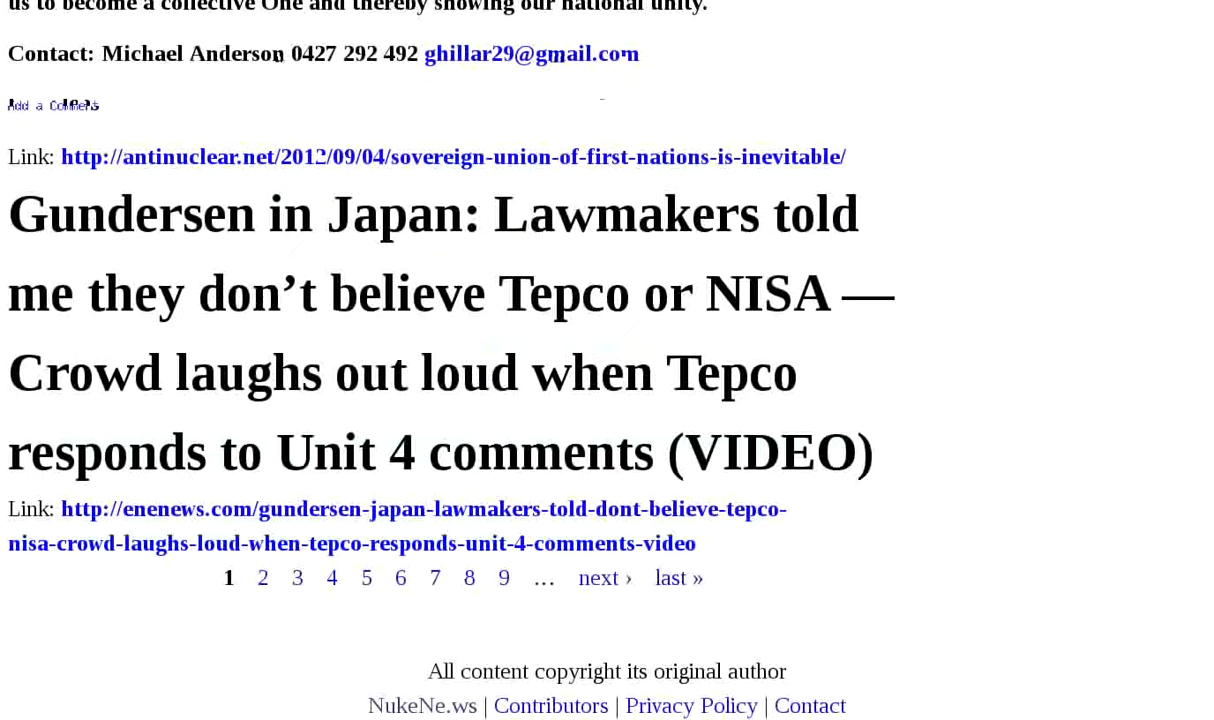 us to become a collective One and thereby showing our national unity.
Contact: Michael Anderson 0427 292 492 ghillar29@gmail.com
Add a Comment
Link: http://antinuclear.net/2012/09/04/sovereign-union-of-first-nations-is-inevitable/
Gundersen in Japan: Lawmakers told
me they don’t believe Tepco or NISA —
Crowd laughs out loud when Tepco
responds to Unit 4 comments (VIDEO)
Link: http://enenews.com/gundersen-japan-lawmakers-told-dont-believe-tepco-
nisa-crowd-laughs-loud-when-tepco-responds-unit-4-comments-video
1 2 3 4 5 6 7 8 9 … next › last »
All content copyright its original author
NukeNe.ws | Contributors | Privacy Policy | Contact